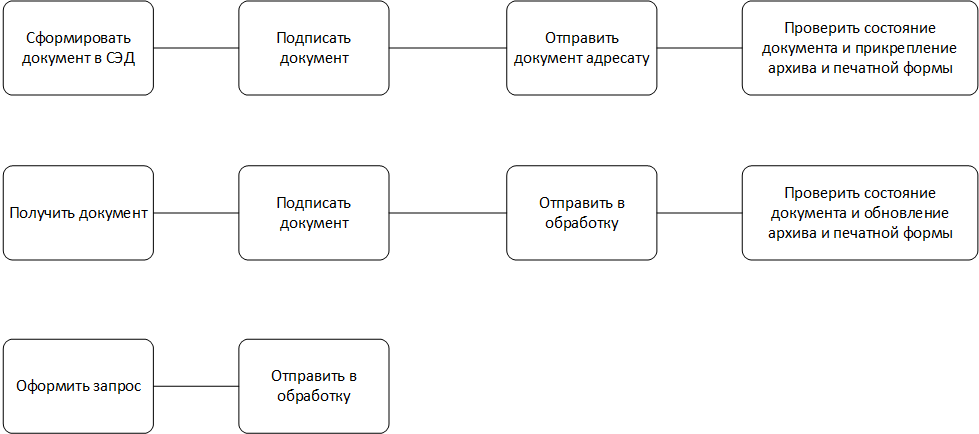 Сформировать
документ в СЭД
Подписать
документ
Отправить
документ адресату
Проверить состояние
документа и прикрепление
архива и печатной формы
Получить документ
Подписать
документ
Отправить в
обработку
Проверить состояние
документа и обновление
архива и печатной формы
Оформить запрос
Отправить в
обработку